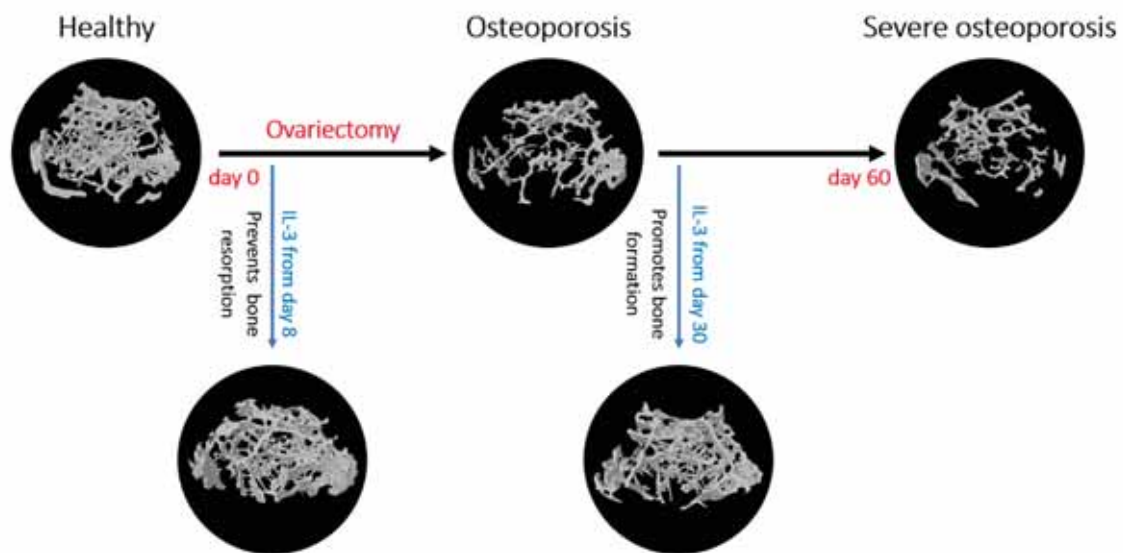 Healthy
Osteoporosis
Severe osteoporosis
Ovariectomy
day 0
day 60
IL-3 from day 8
Prevents bone
resorption
IL-3 from day 30
Promotes bone
formation